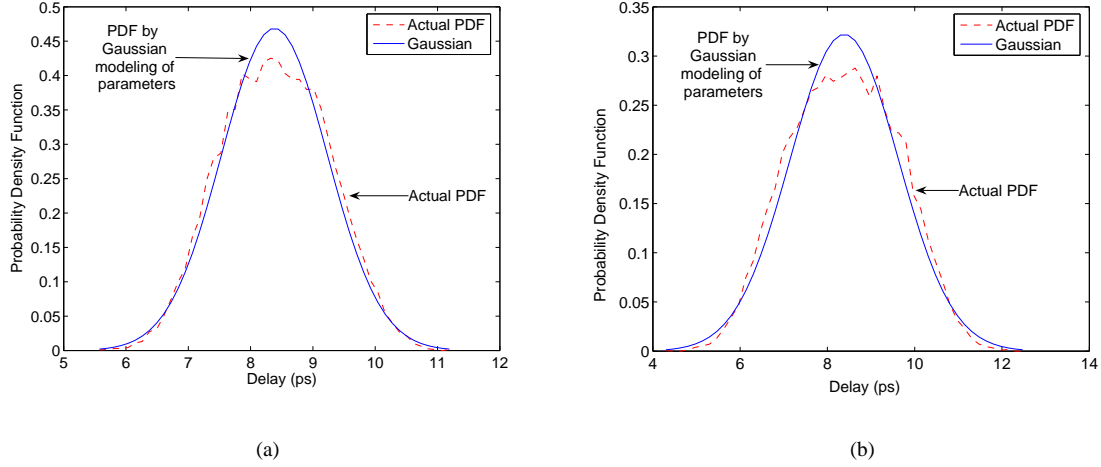 0.5
0.45
0.4
0.35
0.3
0.25
0.2
0.15
0.1
0.05
0
Probability Density Function
PDF by
Gaussian
modeling of
parameters
Actual PDF
Gaussian
Actual PDF
5 6 7 8 9 10 11 12
Delay (ps)
(a)
0.35
0.3
0.25
0.2
0.15
0.1
0.05
0
Probability Density Function
PDF by
Gaussian
modeling of
parameters
Actual PDF
Gaussian
Actual PDF
4 6 8 10 12 14
Delay (ps)
(b)